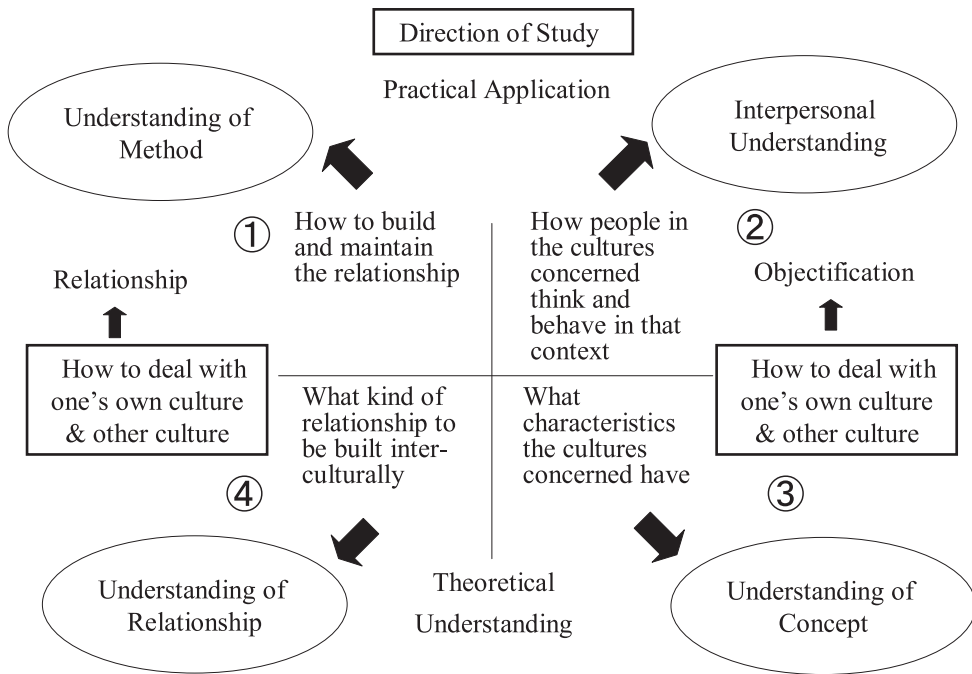 Direction of Study
Practical Application
Understanding of
Method
Interpersonal
Understanding
①
How to build
and maintain
the relationship
How people in
the cultures
concerned
think and
behave in that
context
②
Relationship
Objectification
How to deal with
one's own culture
& other culture
How to deal with
one's own culture
& other culture
What kind of
relationship to
be built inter-
culturally
What
characteristics
the cultures
concerned have
④
③
Understanding of
Relationship
Theoretical
Understanding
Understanding of
Concept